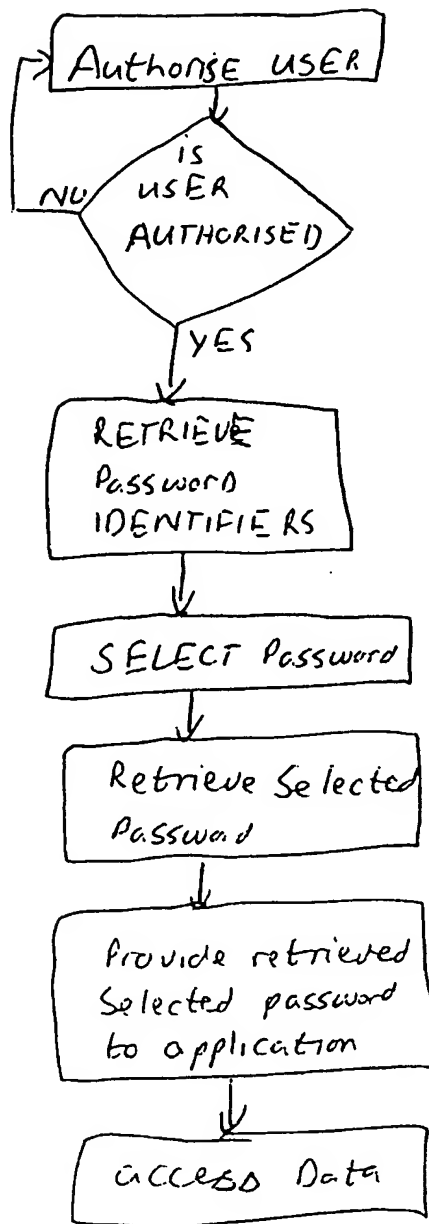 Authorise USER
is
USER
AUTHORISED
NO
YES
RETRIEVE
Password
IDENTIFIERS
SELECT Password
Retrieve Selected
Password
Provide retrieved
Selected password
to application
access Data